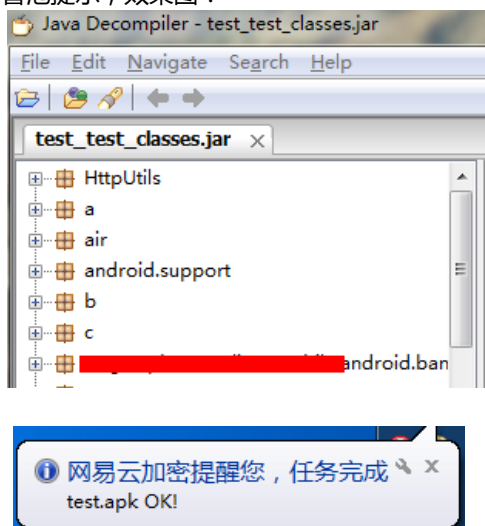 Java Decompiler - test_test_classes.jar
File Edit Navigate Search Help
test_test_classes.jar
HttpUtils
a
air
android.support
b
c
android.ban
网易云加密提醒您，任务完成
test.apk OK!